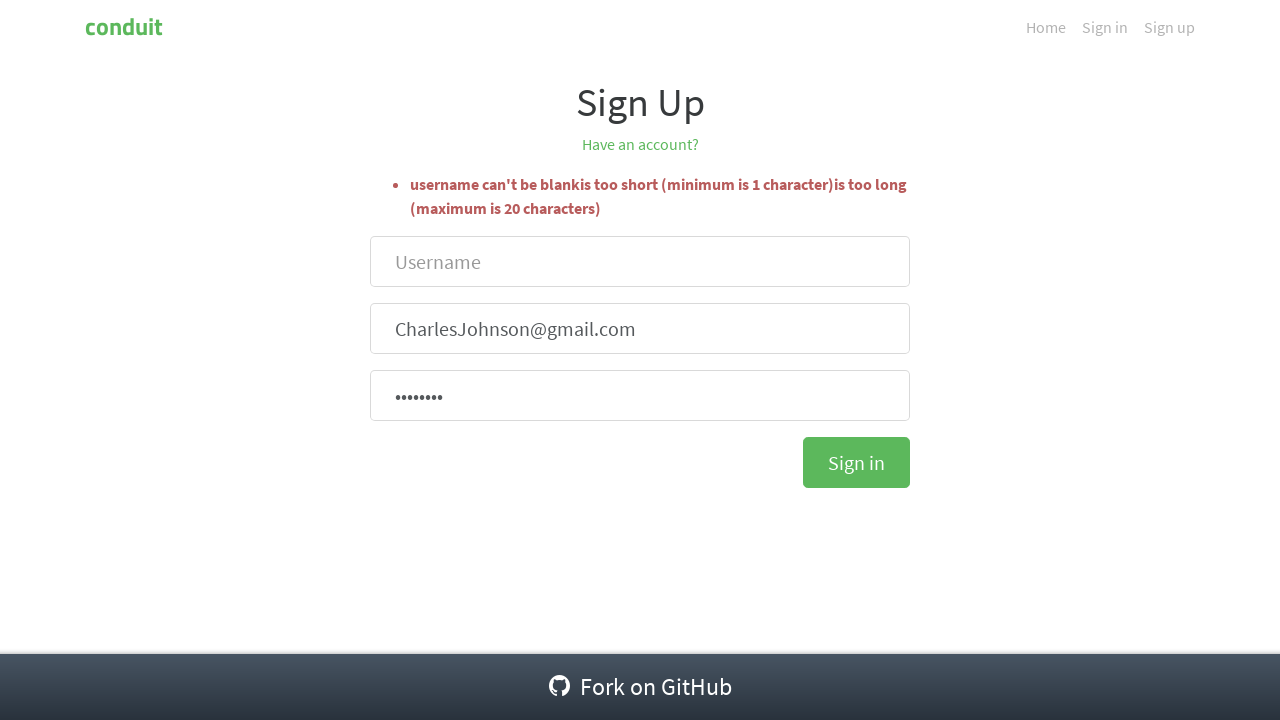 conduit
Home Sign in Sign up
Sign Up
Have an account?
username can't be blankis too short (minimum is 1 character)is too long
(maximum is 20 characters)
Username
CharlesJohnson@gmail.com
••••••••
Sign in
Fork on GitHub